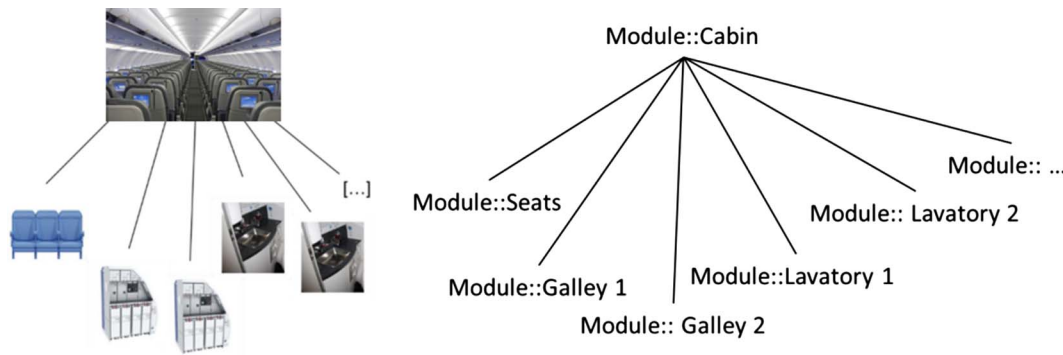 Module::Cabin
[...]
Module:: ...
Module::Seats
Module:: Lavatory 2
Module::Lavatory 1
Module::Galley 1
Module:: Galley 2